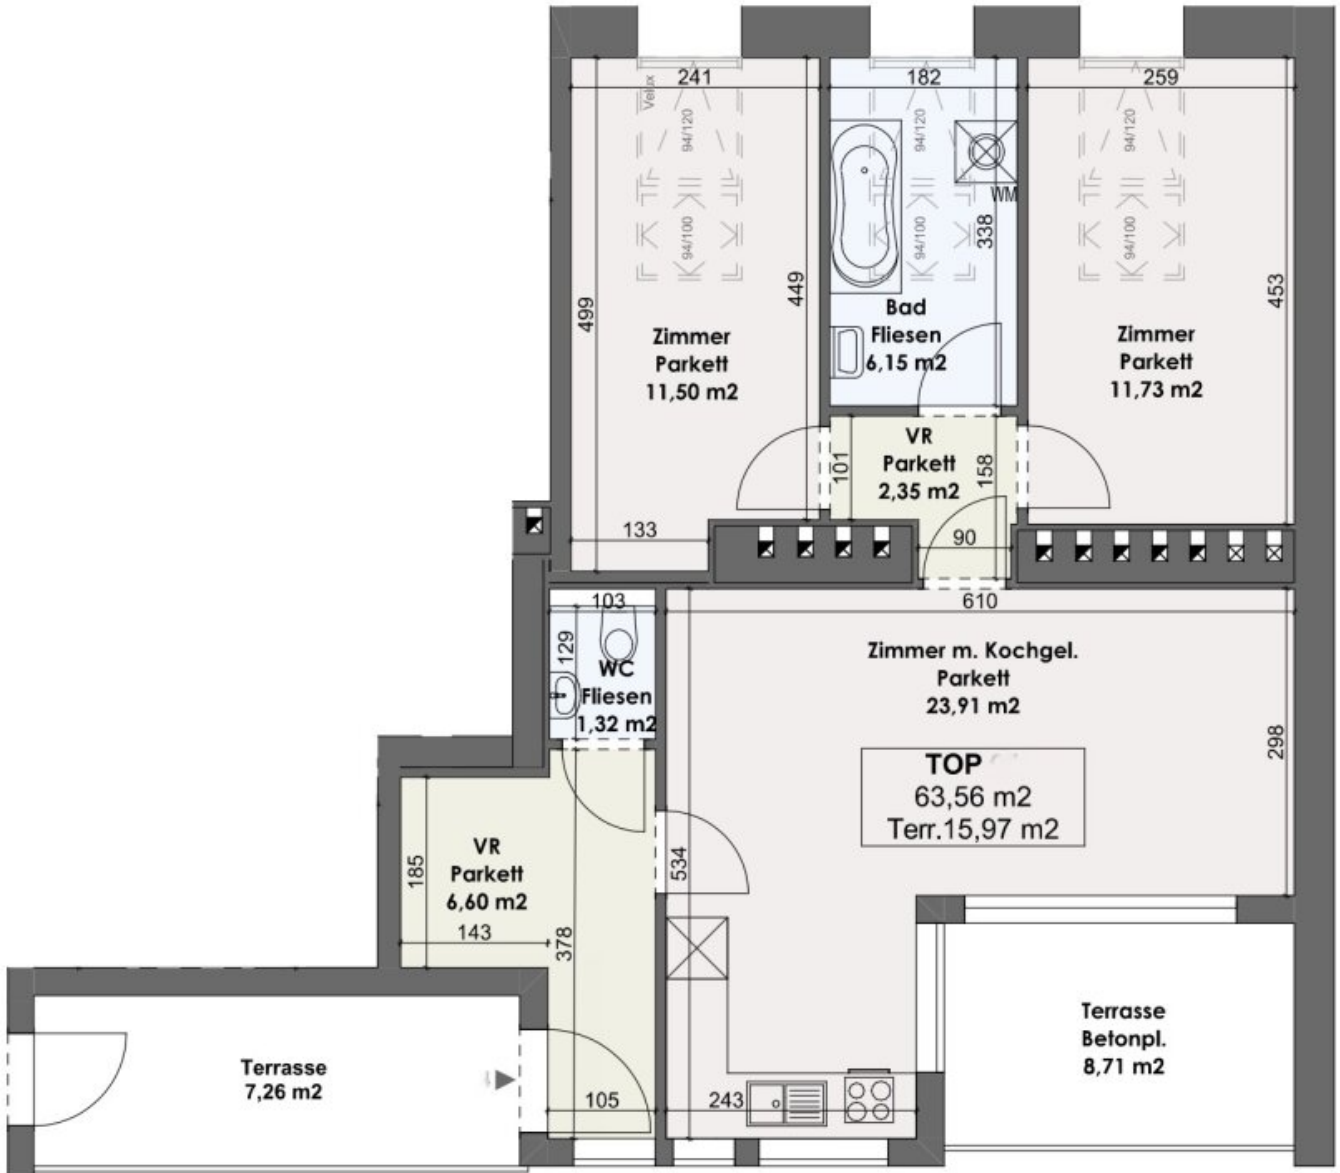 241
182
259
Velux
94/120
94/120
94/120
WM
94/100
94/100
94/100
338
499
449
453
Zimmer
Parkett
11,50 m2
Bad
Fliesen
6,15 m2
Zimmer
Parkett
11,73 m2
VR
Parkett
2,35 m2
101
158
133
90
103
610
129
WC
Fliesen
1,32 m2
Zimmer m. Kochgel.
Parkett
23,91 m2
298
TOP
63,56 m2
Terr.15,97 m2
VR
Parkett
6,60 m2
185
534
143
378
Terrasse
7,26 m2
Terrasse
Betonpl.
8,71 m2
105
243